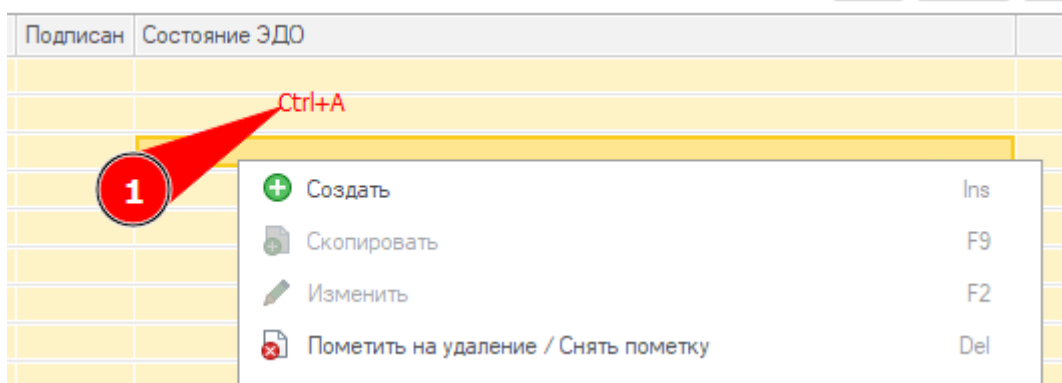 Подписан Состояние ЭДО
Ctrl+A
1
Создать Ins
Скопировать F9
Изменить F2
Пометить на удаление / Снять пометку Del